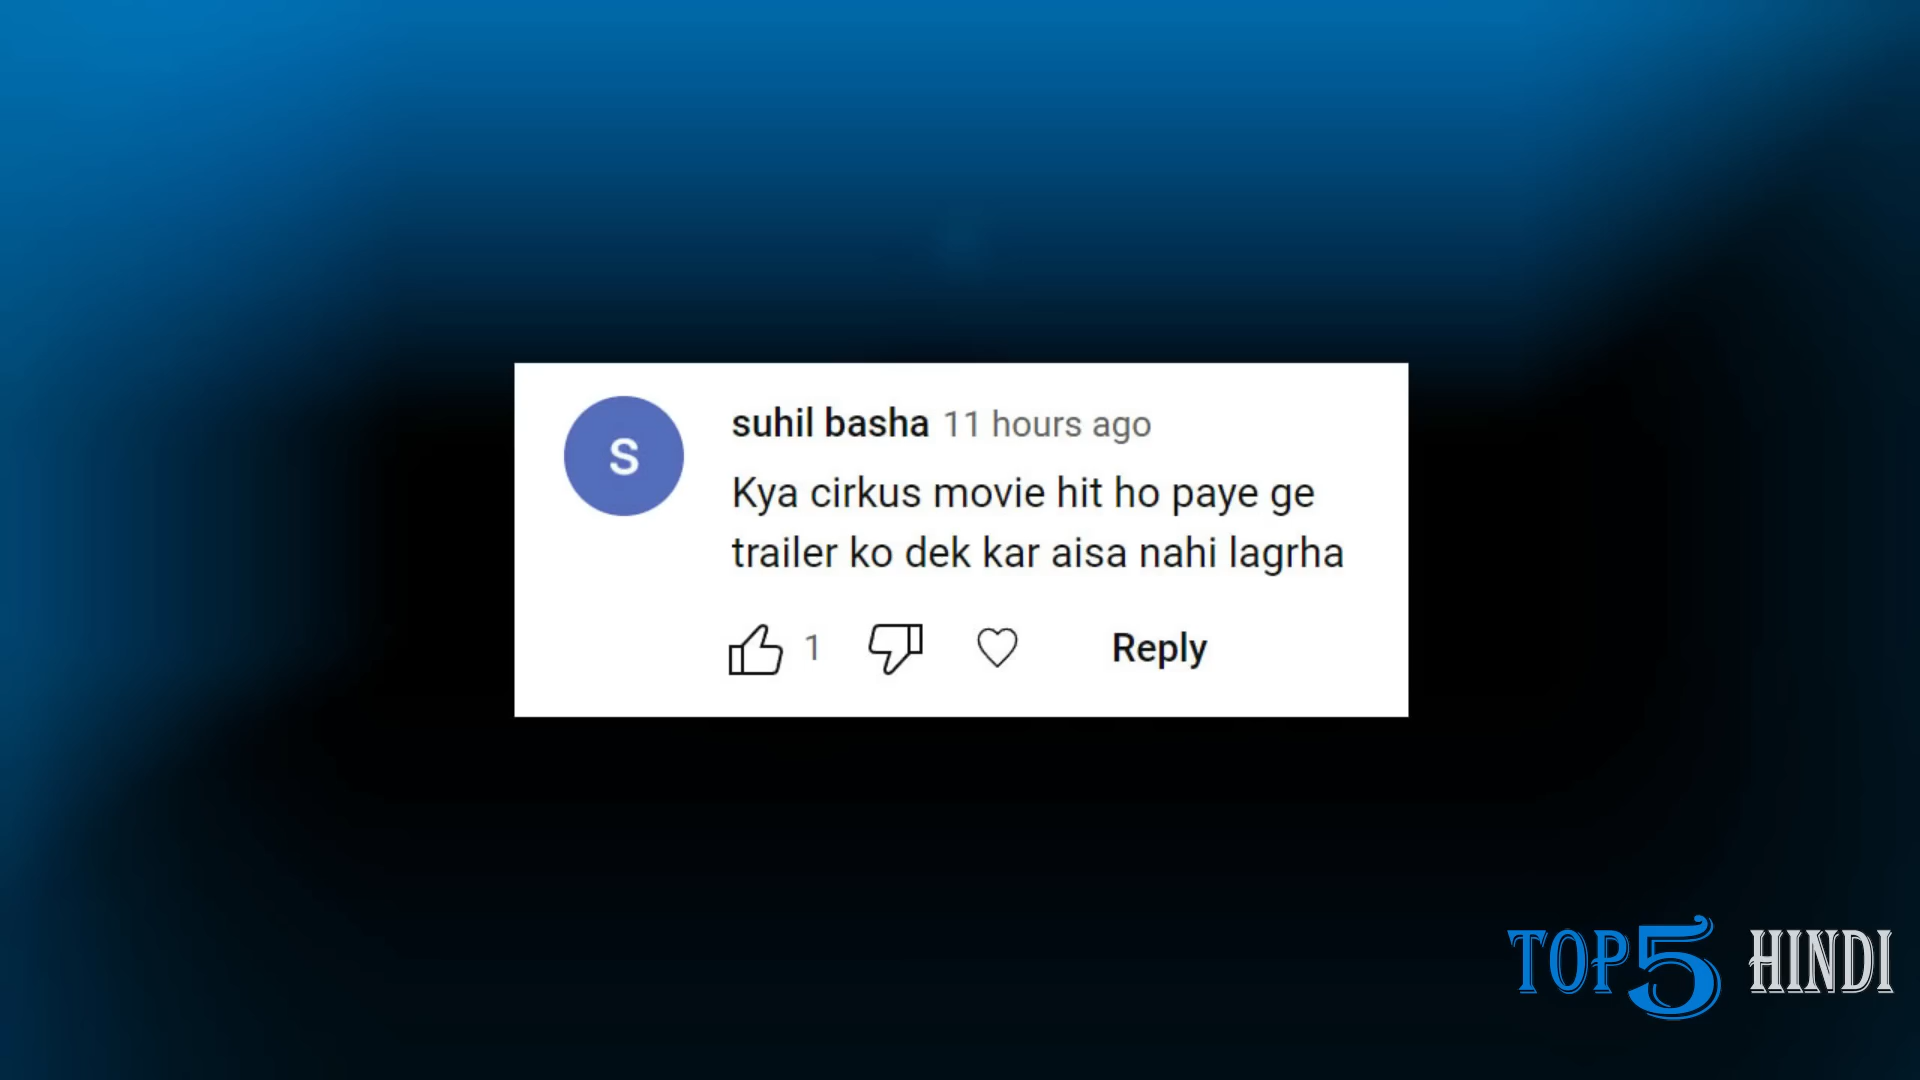 S
suhil basha 11 hours ago
Kya cirkus movie hit ho paye ge
trailer ko dek kar aisa nahi lagrha
1 Reply
TOP5 HINDI